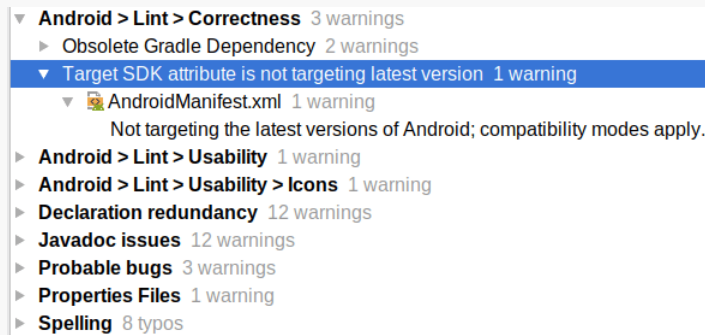 Android > Lint > Correctness 3 warnings
Obsolete Gradle Dependency 2 warnings
Target SDK attribute is not targeting latest version 1 warning
AndroidManifest.xml 1 warning
Not targeting the latest versions of Android; compatibility modes apply.
Android > Lint > Usability 1 warning
Android > Lint > Usability > Icons 1 warning
Declaration redundancy 12 warnings
Javadoc issues 12 warnings
Probable bugs 3 warnings
Properties Files 1 warning
Spelling 8 typos